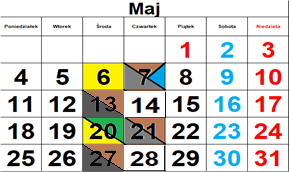 Maj
Poniedziałek Wtorek Środa Czwartek Piątek Sobota Niedziela
1 2 3
4 5 6 7 8 9 10
11 12 13 14 15 16 17
18 19 20 21 22 23 24
25 26 27 28 29 30 31